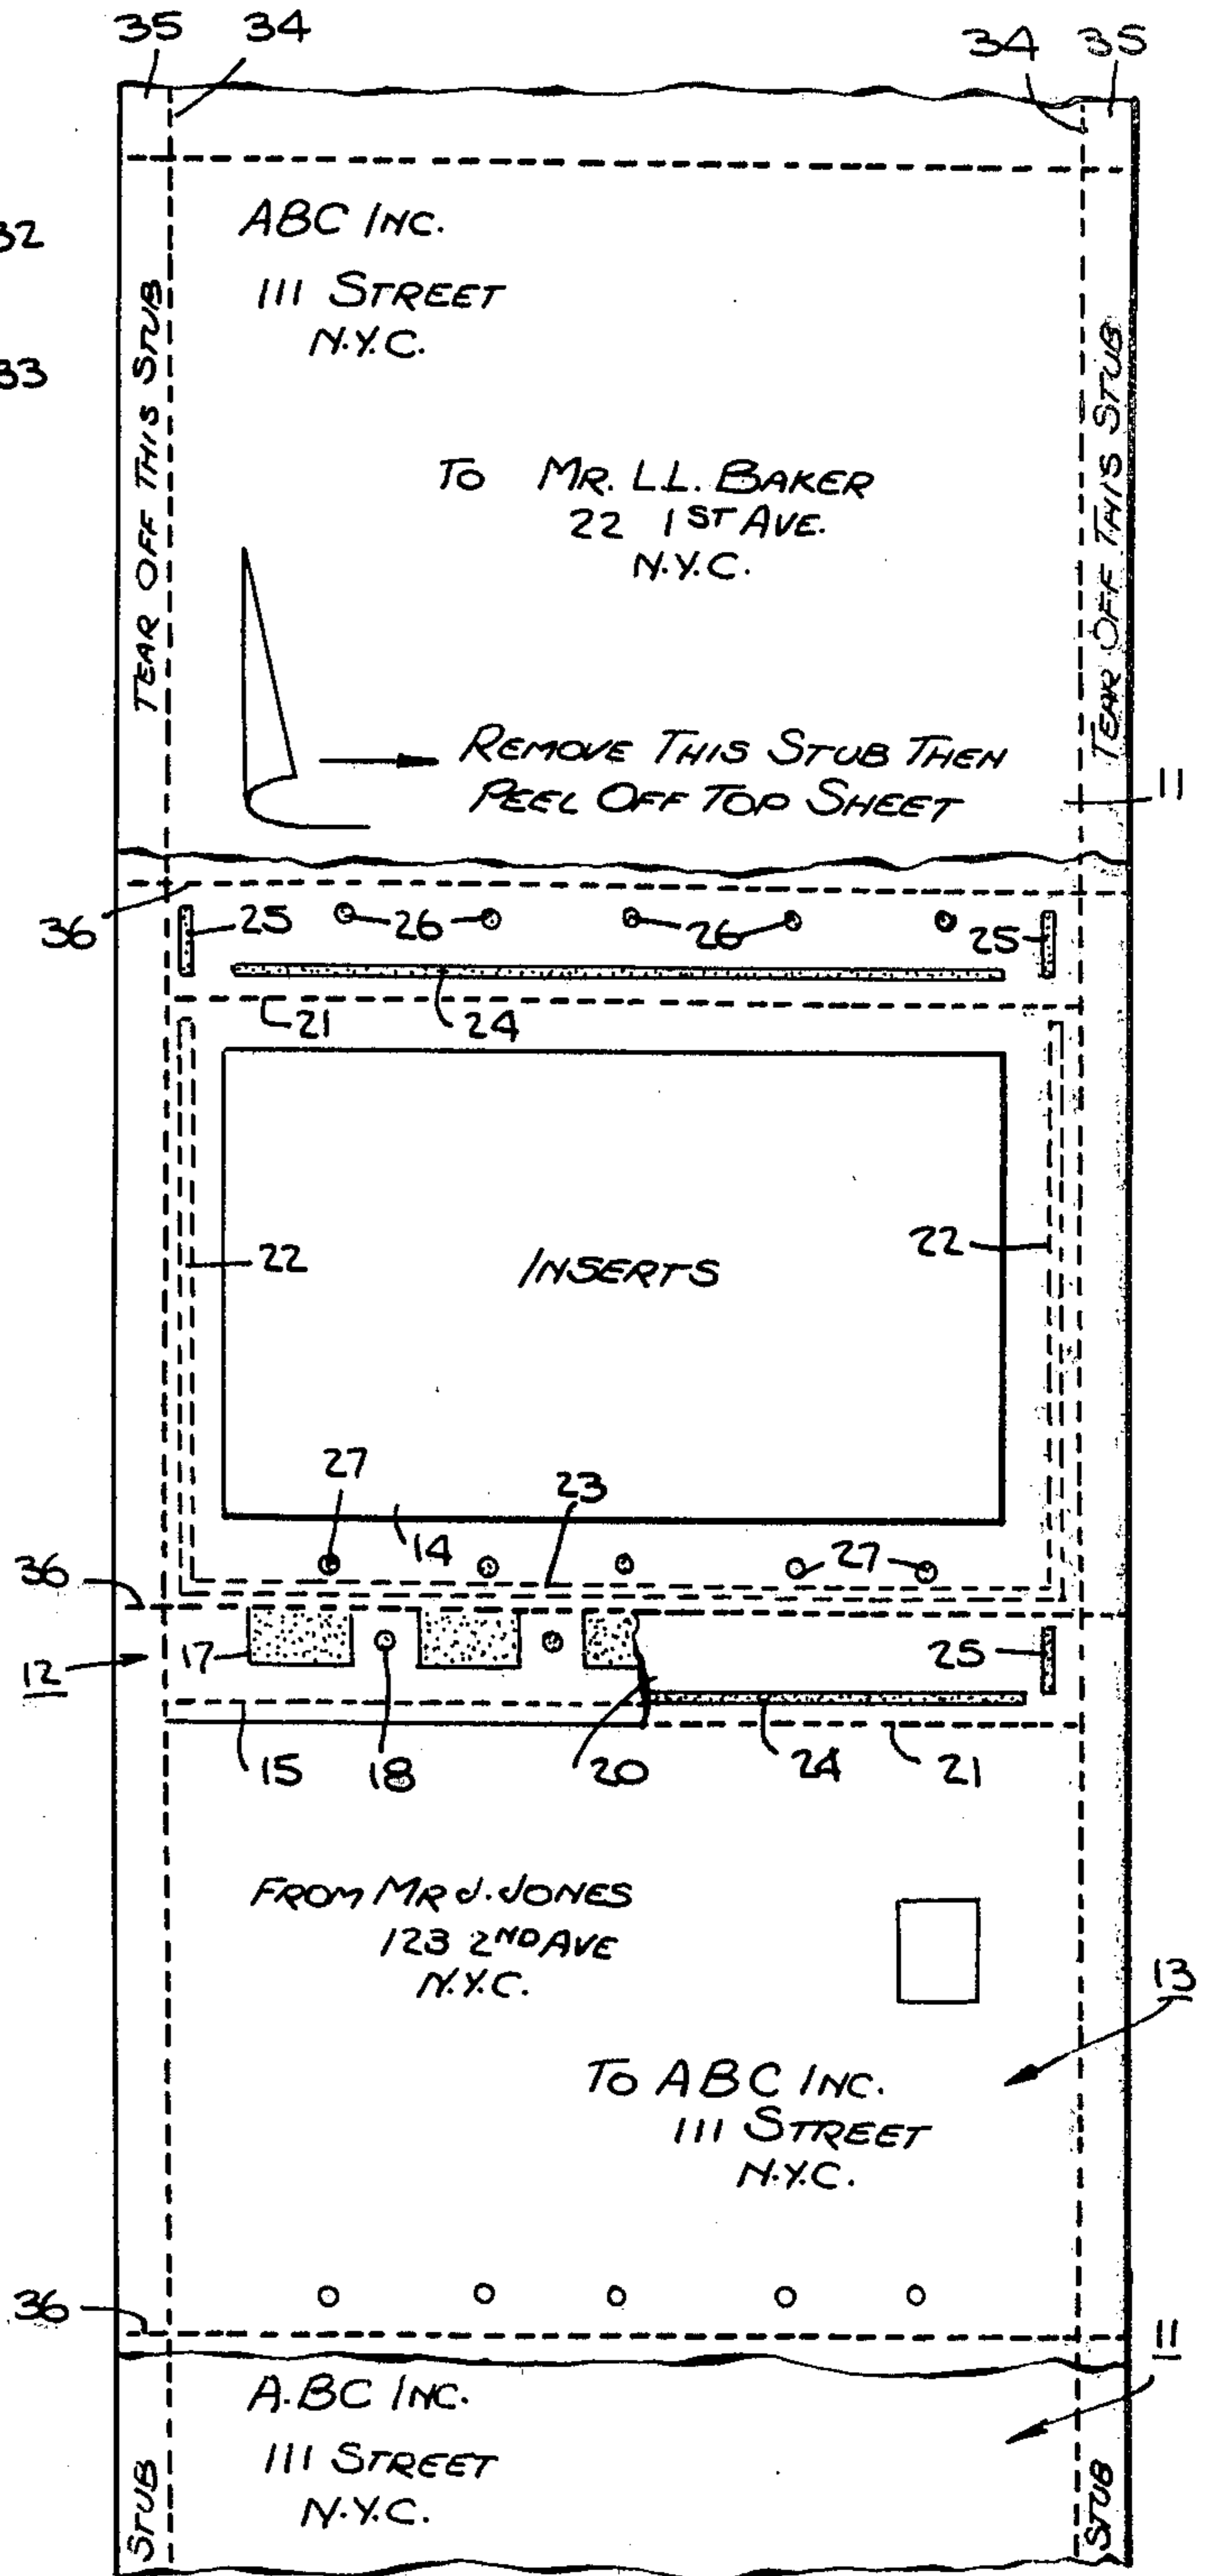 35 34 34 35
32
33
ABC INC.
111 STREET
N.Y.C.
TEAR OFF THIS STUB
TEAR OFF THIS STUB
TO MR. L.L. BAKER
22 1ST AVE.
N.Y.C.
REMOVE THIS STUB THEN
PEEL OFF TOP SHEET
11
36
25 26 26 25
21 24
22 INSERTS 22
27 23
14 27
36
12 17 25
15 18 20 24 21
FROM MR J. JONES
123 2ND AVE
N.Y.C.
13
TO ABC INC.
111 STREET
N.Y.C.
36
11
A.BC INC.
111 STREET
N.Y.C.
STUB
STUB